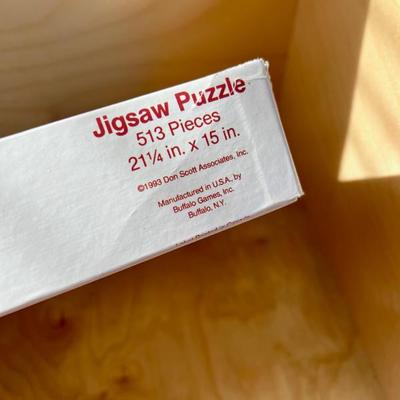 Jigsaw Puzzle
513 Pieces
21¼ in. x 15 in.
©1993 Don Scott Associates, Inc.
Manufactured in U.S.A. by
Buffalo Games, Inc.
Buffalo, N.Y.